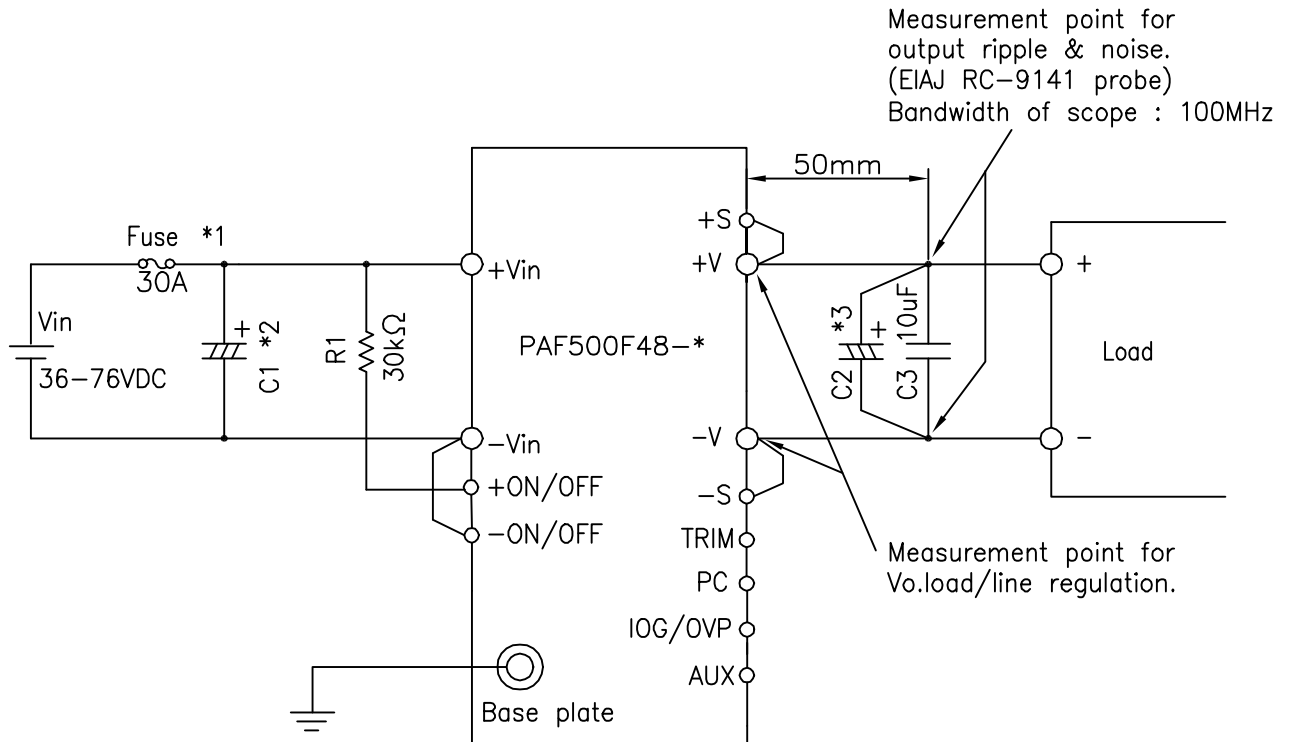 Measurement point for
output ripple & noise.
(EIAJ RC-9141 probe)
Bandwidth of scope : 100MHz
50mm
+S
Fuse *1
+V
+Vin
+
30A
Vin
+
*2
C1
R1
30kΩ
PAF500F48-*
*3
+
C2
10uF
C3
Load
36-76VDC
-V
-Vin
-
+ON/OFF
-S
-ON/OFF
TRIM
Measurement point for
Vo.load/line regulation.
PC
IOG/OVP
AUX
Base plate